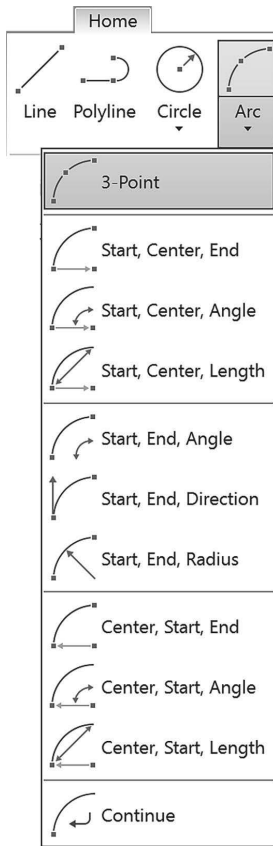 Home
Line Polyline Circle Arc
3-Point
Start, Center, End
Start, Center, Angle
Start, Center, Length
Start, End, Angle
Start, End, Direction
Start, End, Radius
Center, Start, End
Center, Start, Angle
Center, Start, Length
Continue